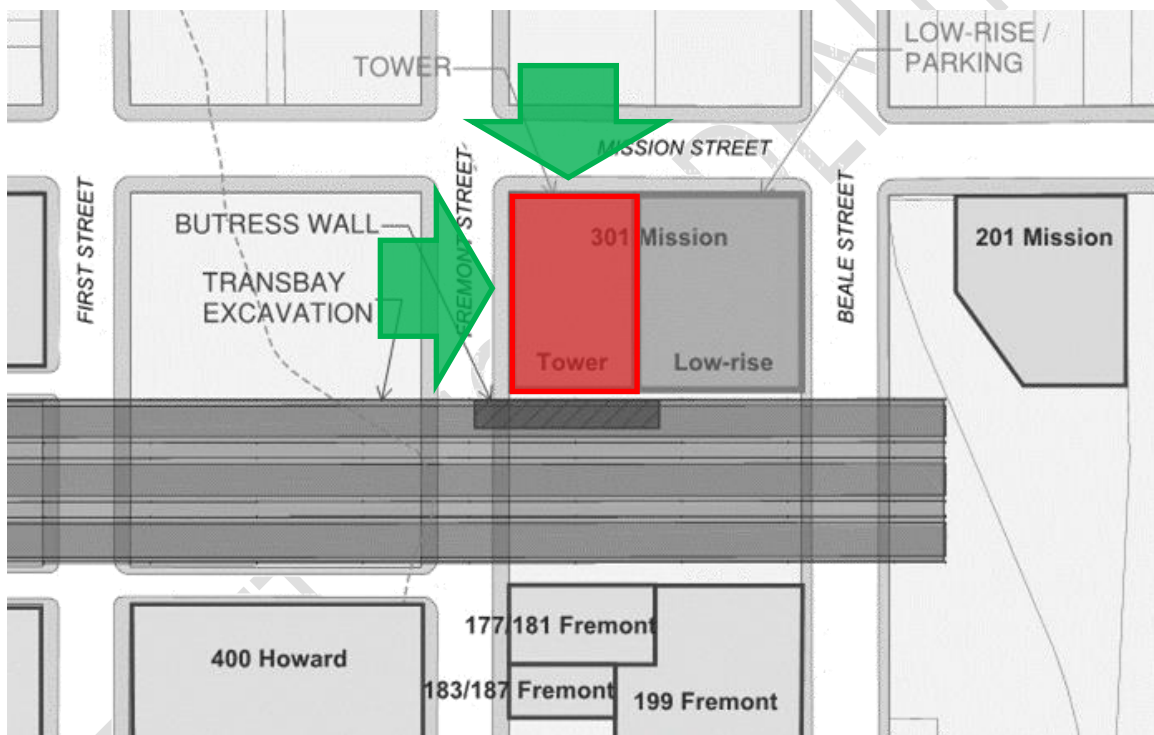 LOW-RISE /
PARKING
TOWER
MISSION STREET
FIRST STREET
BUTRESS WALL
FREMONT STREET
BEALE STREET
301 Mission
201 Mission
TRANSBAY
EXCAVATION
Tower
Low-rise
177/181 Fremont
400 Howard
183/187 Fremont
199 Fremont